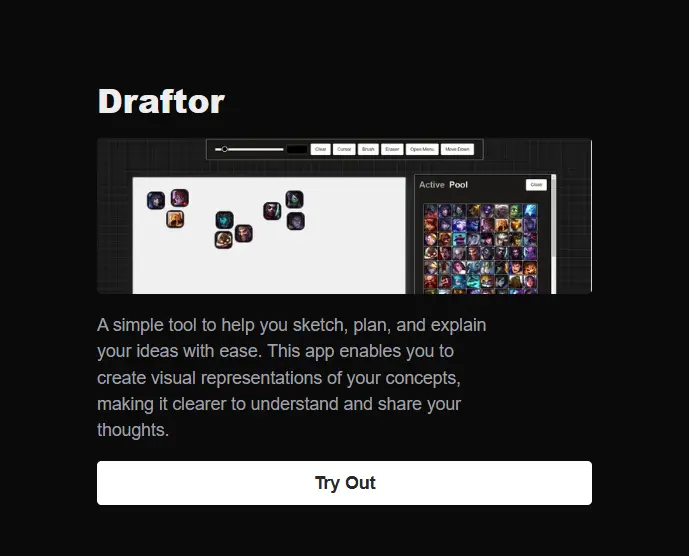 Draftor
Clear Cursor Brush Eraser Open Menu Move Down
Active Pool Close
A simple tool to help you sketch, plan, and explain
your ideas with ease. This app enables you to
create visual representations of your concepts,
making it clearer to understand and share your
thoughts.
Try Out